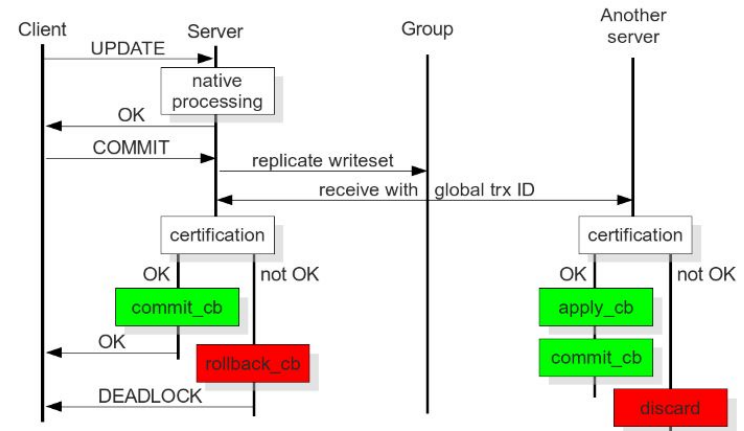 Client
Server
Group
Another
server
UPDATE
native
processing
OK
COMMIT
replicate writeset
receive with global trx ID
certification
certification
OK
not OK
OK
not OK
commit_cb
apply_cb
OK
rollback_cb
commit_cb
DEADLOCK
discard